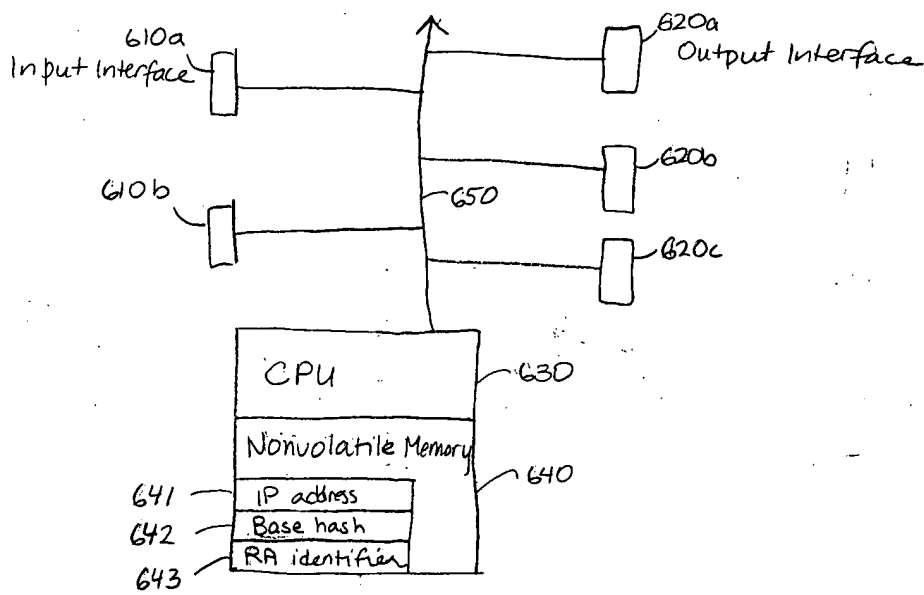 610a
Input Interface
620a
Output Interface
610b
620b
650
620c
CPU
630
Nonvolatile Memory
640
641
IP address
642
Base hash
643
RA identifier